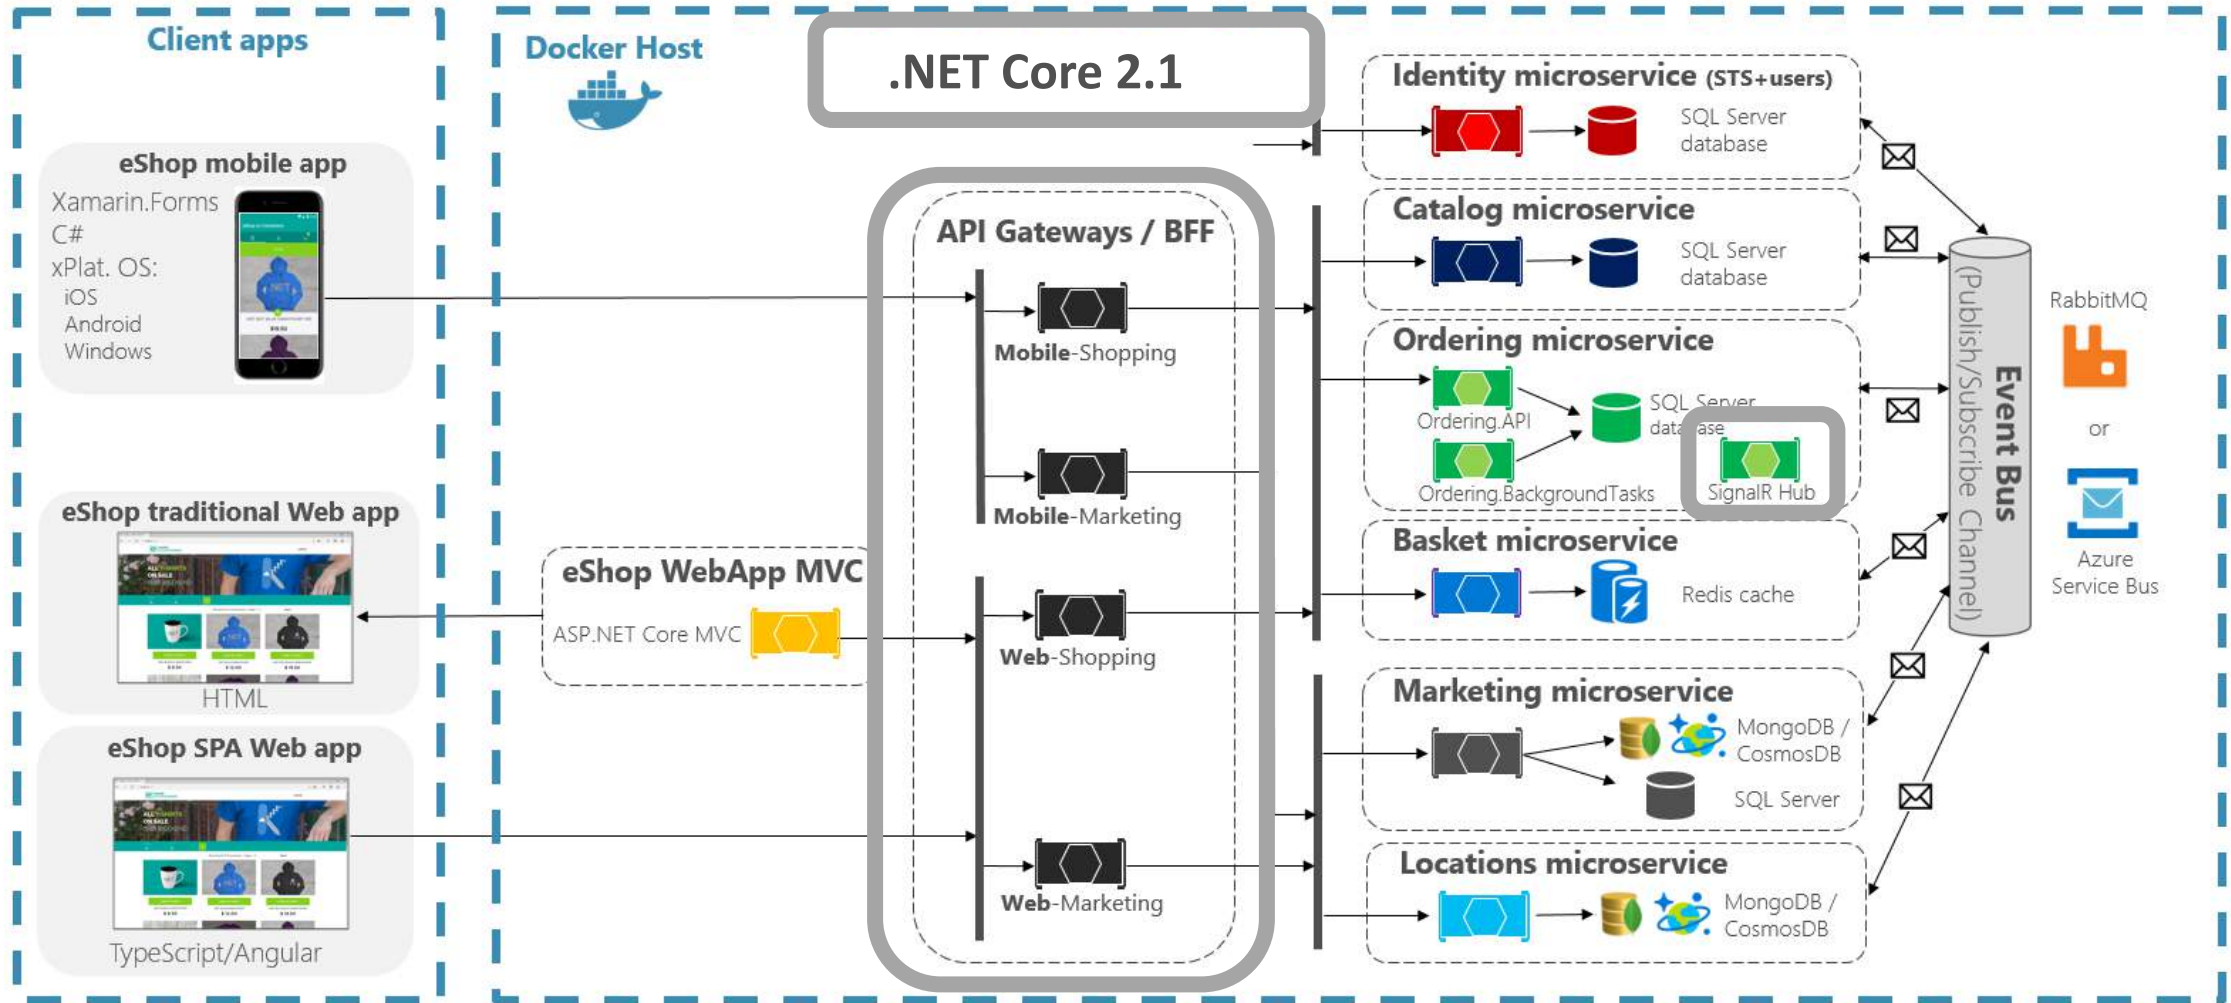 Client apps
eShop mobile app
Xamarin.Forms
C#
xPlat. OS:
iOS
Android
Windows
eShop traditional Web app
HTML
eShop SPA Web app
TypeScript/Angular
Docker Host
.NET Core 2.1
eShop WebApp MVC
ASP.NET Core MVC
API Gateways / BFF
Mobile-Shopping
Mobile-Marketing
Web-Shopping
Web-Marketing
Identity microservice (STS+users)
SQL Server
database
Catalog microservice
SQL Server
database
Ordering microservice
Ordering.API
SQL Server
database
Ordering.BackgroundTasks
SignalR Hub
Basket microservice
Redis cache
Marketing microservice
MongoDB /
CosmosDB
SQL Server
Locations microservice
MongoDB /
CosmosDB
Event Bus
(Publish/Subscribe Channel)
RabbitMQ
or
Azure
Service Bus